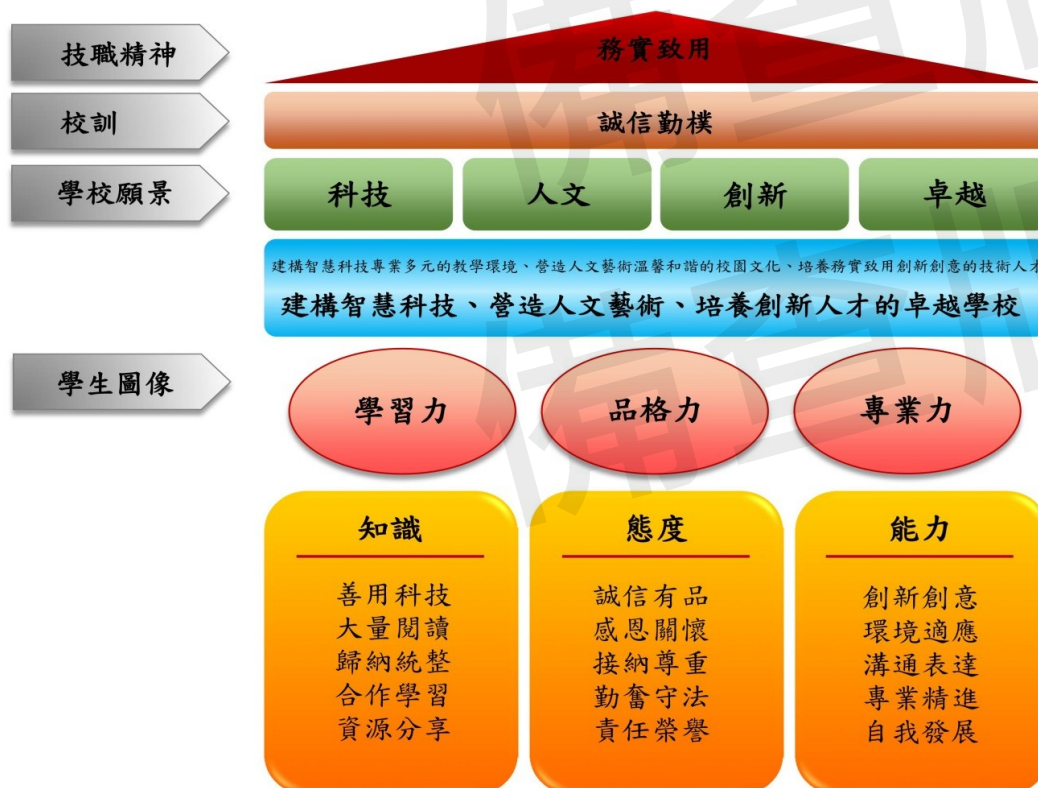 技職精神
務實致用
校訓
誠信勤樸
學校願景
科技
人文
創新
卓越
建構智慧科技專業多元的教學環境、營造人文藝術溫馨和諧的校園文化、培養務實致用創新創意的技術人才
建構智慧科技、營造人文藝術、培養創新人才的卓越學校
學生圖像
學習力
品格力
專業力
知識
善用科技
大量閱讀
歸納統整
合作學習
資源分享
態度
誠信有品
感恩關懷
接納尊重
勤奮守法
責任榮譽
能力
創新創意
環境適應
溝通表達
專業精進
自我發展
備查
備查